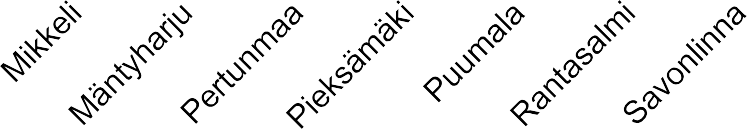 Mikkeli
Mäntyharju
Pertunmaa
Pieksämäki
Puumala
Rantasalmi
Savonlinna